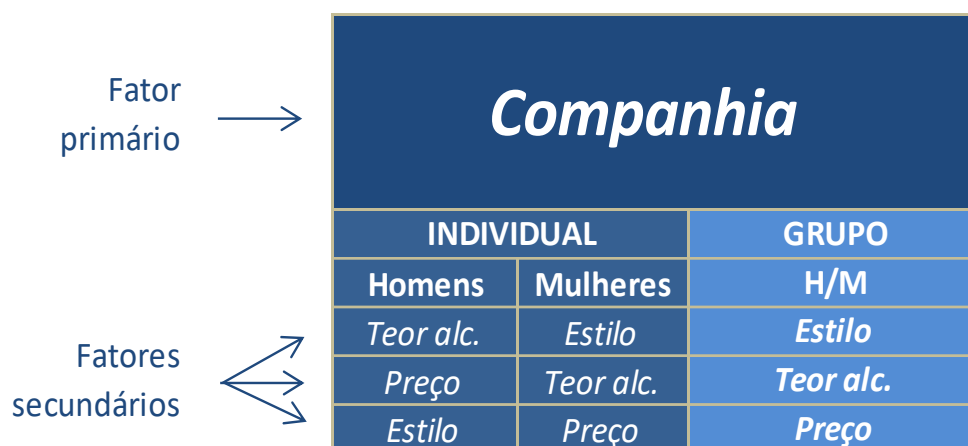 Fator
primário
Companhia
INDIVIDUAL GRUPO
Homens Mulheres H/M
Fatores
secundários
Teor alc. Estilo Estilo
Preço Teor alc. Teor alc.
Estilo Preço Preço